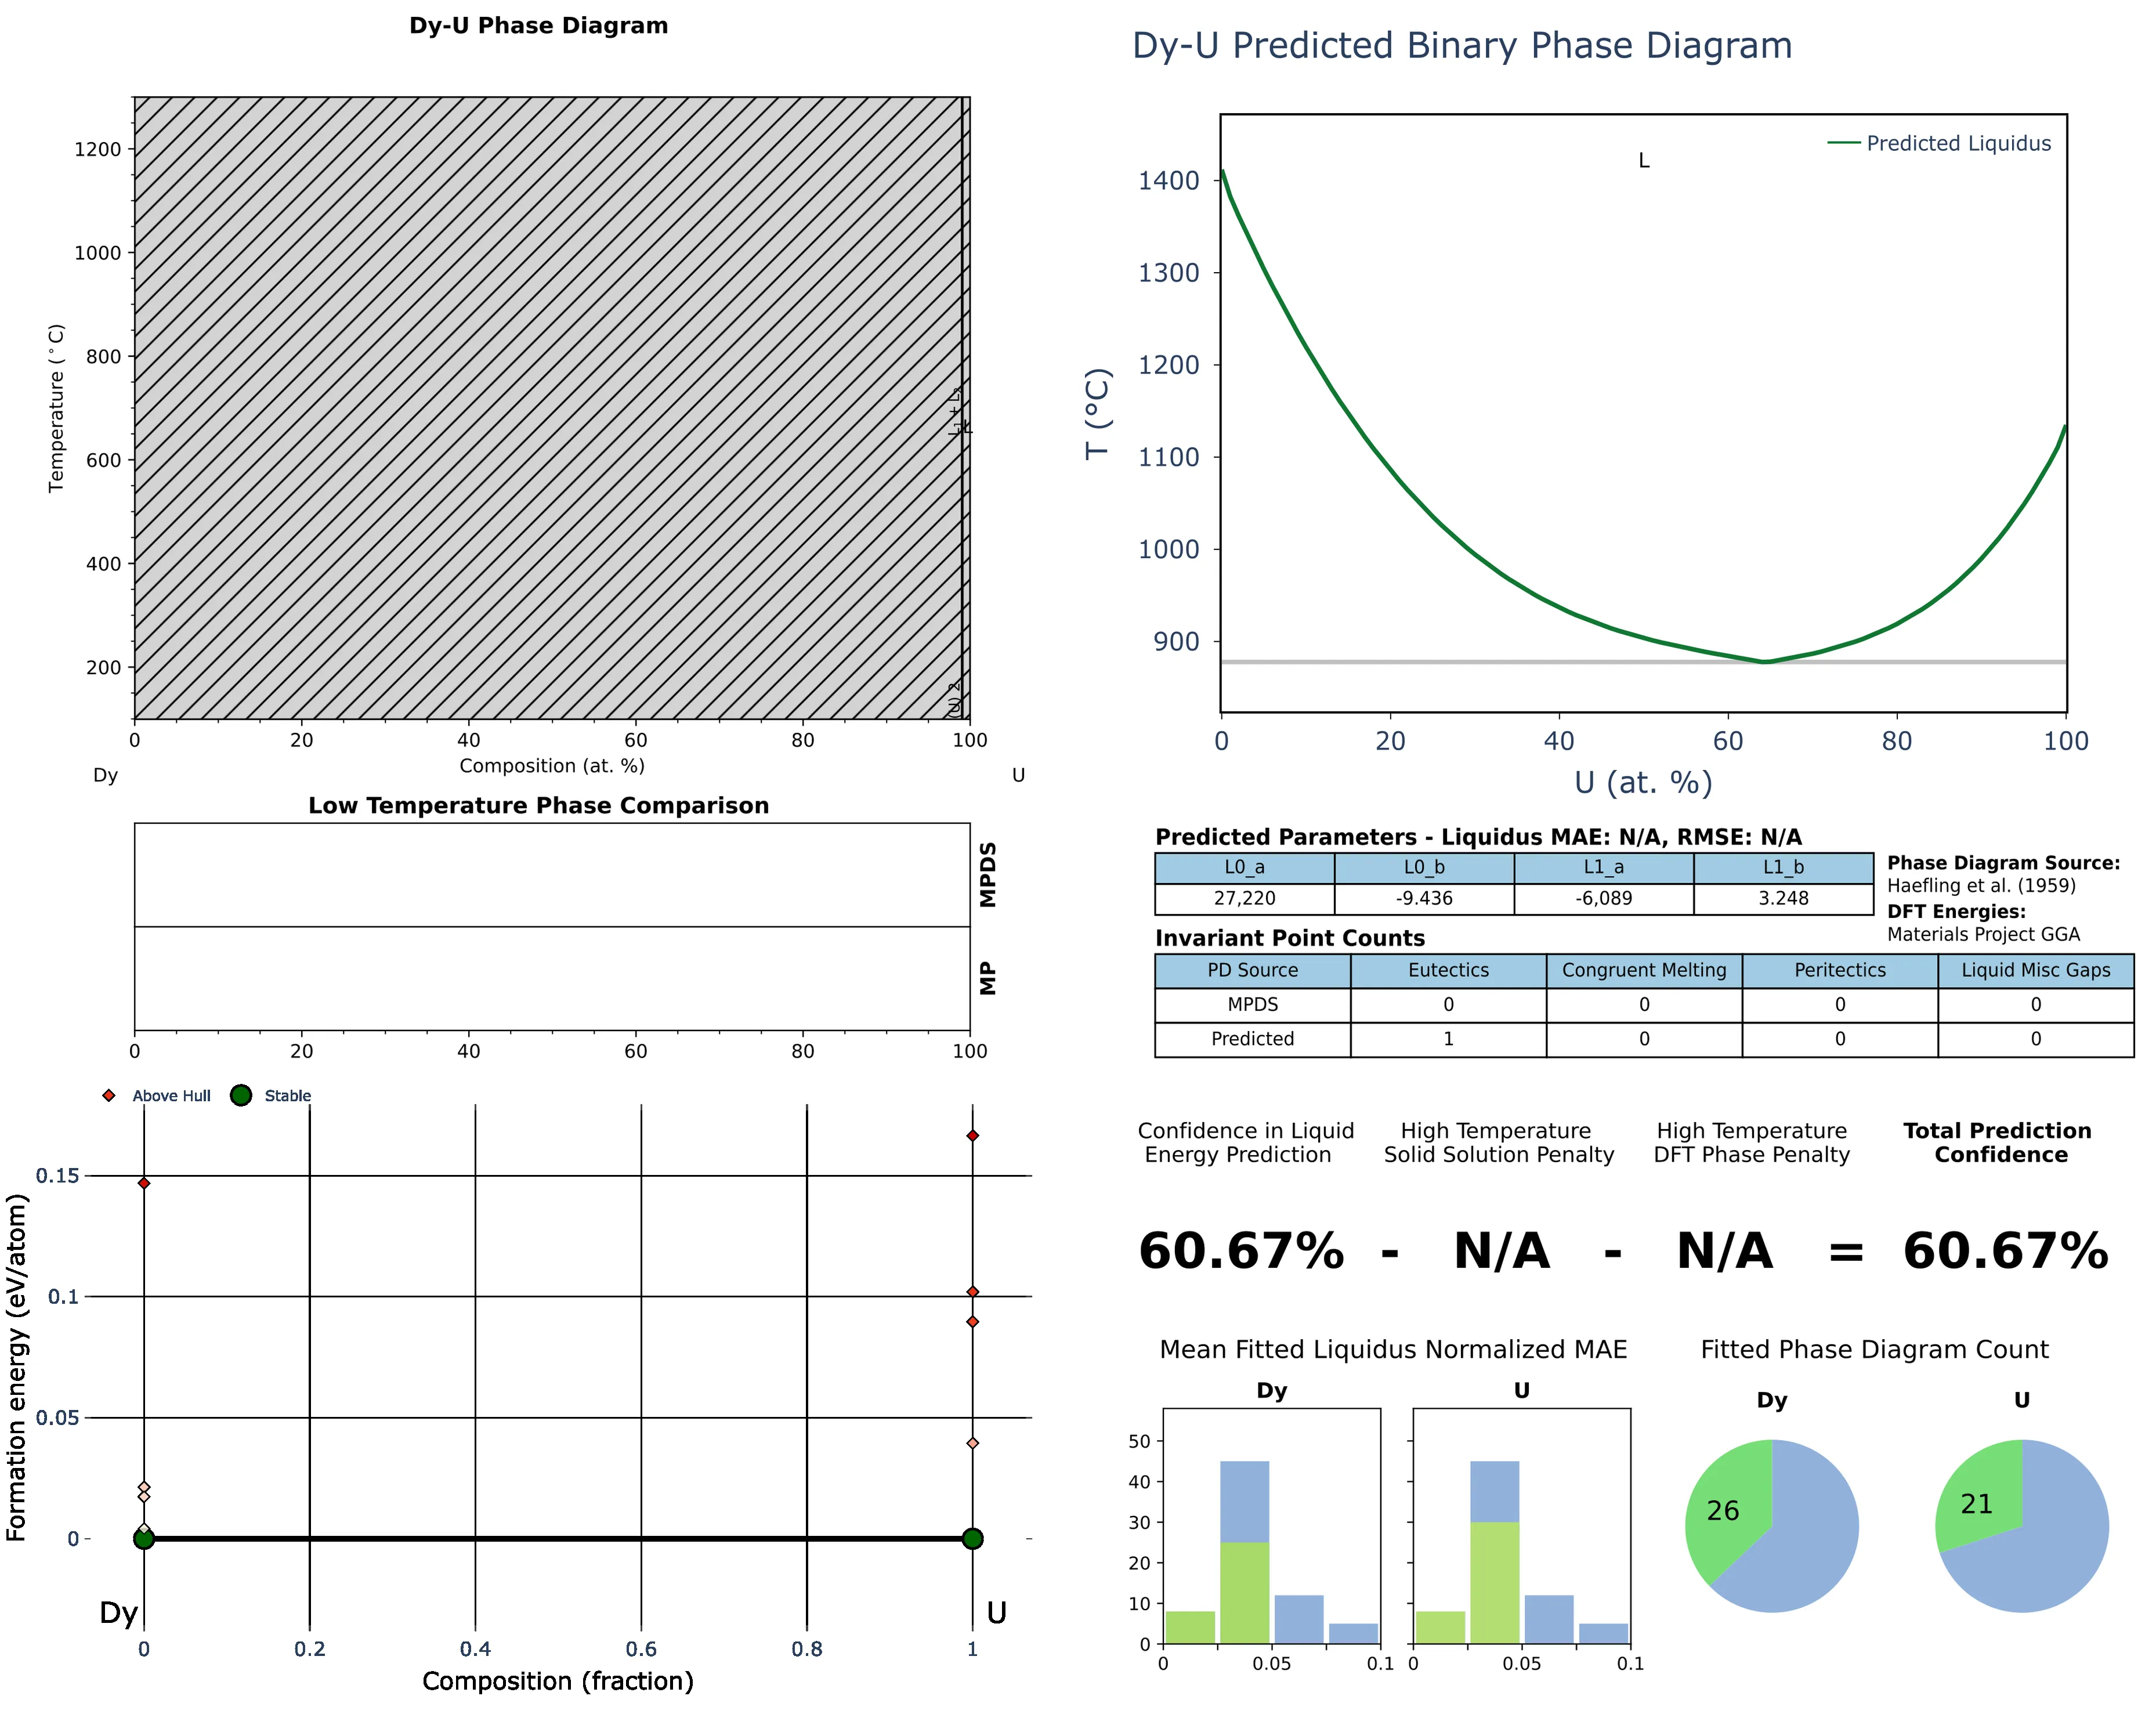 Dy-U Phase Diagram
1200
1000
800
600
400
200
Temperature (°C)
L1 + L2
L
(U) 2
0 20 40 60 80 100
Composition (at. %)
Dy U
Low Temperature Phase Comparison
MPDS
MP
0 20 40 60 80 100
Above Hull Stable
0.15
0.1
0.05
0
Formation energy (eV/atom)
Dy U
0 0.2 0.4 0.6 0.8 1
Composition (fraction)
Dy-U Predicted Binary Phase Diagram
L
Predicted Liquidus
1400
1300
1200
1100
1000
900
T (°C)
0 20 40 60 80 100
U (at. %)
Predicted Parameters - Liquidus MAE: N/A, RMSE: N/A
L0_a L0_b L1_a L1_b
27,220 -9.436 -6,089 3.248
Phase Diagram Source:
Haefling et al. (1959)
DFT Energies:
Materials Project GGA
Invariant Point Counts
PD Source Eutectics Congruent Melting Peritectics Liquid Misc Gaps
MPDS 0 0 0 0
Predicted 1 0 0 0
Confidence in Liquid
Energy Prediction
High Temperature
Solid Solution Penalty
High Temperature
DFT Phase Penalty
Total Prediction
Confidence
60.67% - N/A - N/A = 60.67%
Mean Fitted Liquidus Normalized MAE
Dy U
50
40
30
20
10
0
0 0.05 0.1 0 0.05 0.1
Fitted Phase Diagram Count
Dy U
26 21